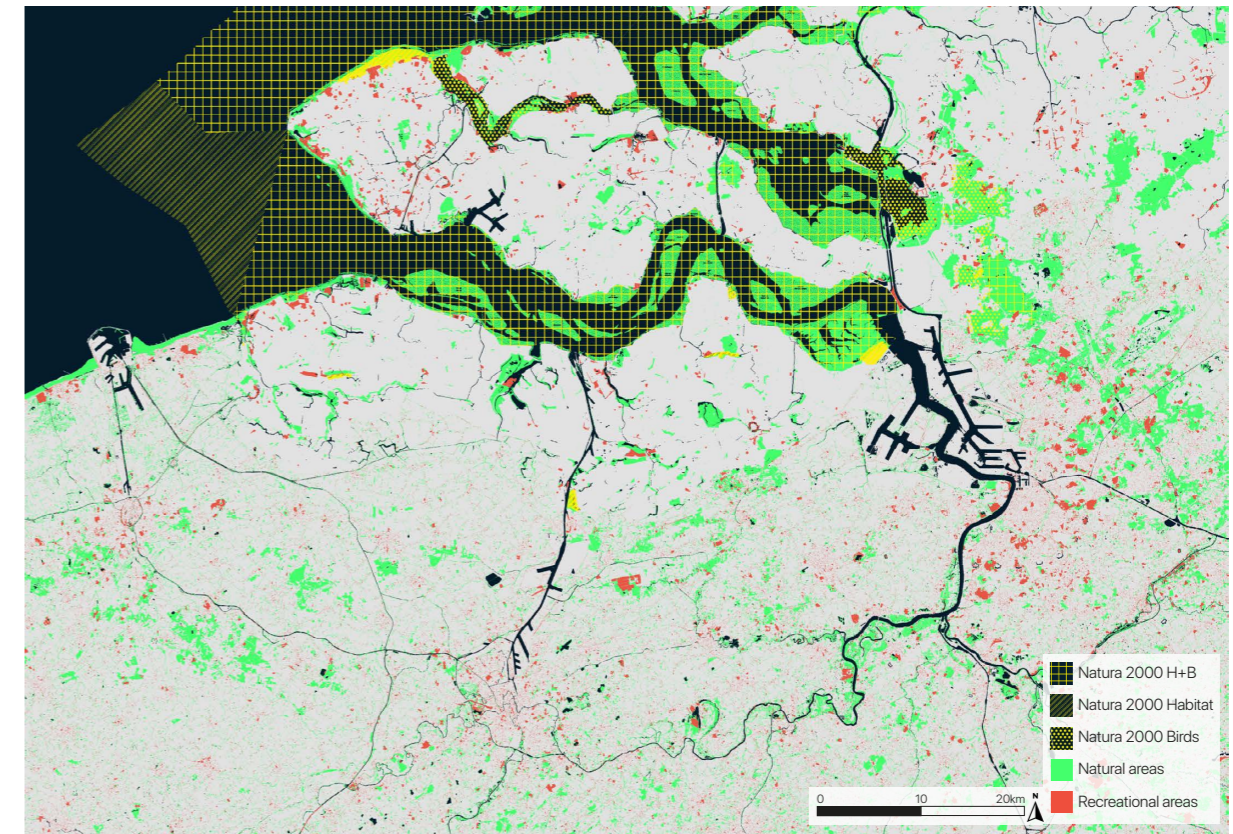 Natura 2000 H+B
Natura 2000 Habitat
Natura 2000 Birds
Natural areas
Recreational areas
0 10 20km N